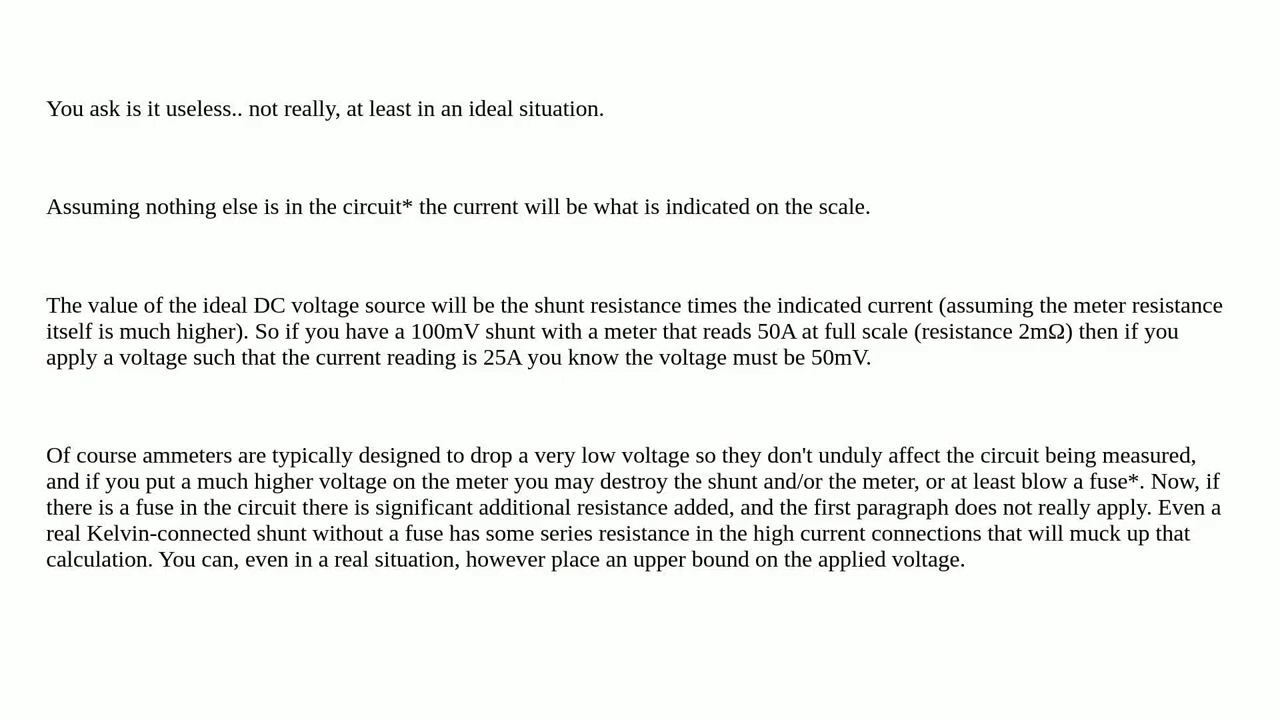 You ask is it useless.. not really, at least in an ideal situation.
Assuming nothing else is in the circuit* the current will be what is indicated on the scale.
The value of the ideal DC voltage source will be the shunt resistance times the indicated current (assuming the meter resistance
itself is much higher). So if you have a 100mV shunt with a meter that reads 50A at full scale (resistance 2mΩ) then if you
apply a voltage such that the current reading is 25A you know the voltage must be 50mV.
Of course ammeters are typically designed to drop a very low voltage so they don't unduly affect the circuit being measured,
and if you put a much higher voltage on the meter you may destroy the shunt and/or the meter, or at least blow a fuse*. Now, if
there is a fuse in the circuit there is significant additional resistance added, and the first paragraph does not really apply. Even a
real Kelvin-connected shunt without a fuse has some series resistance in the high current connections that will muck up that
calculation. You can, even in a real situation, however place an upper bound on the applied voltage.